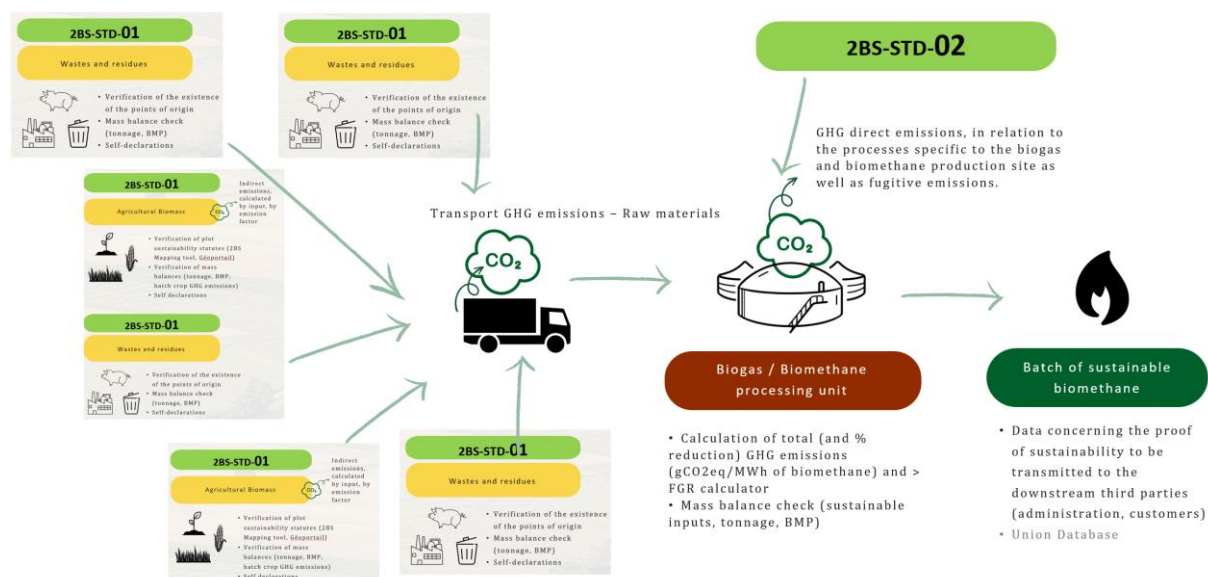 2BS-STD-01
Wastes and residues
• Verification of the existence
of the points of origin
• Mass balance check
(tonnage, BMP)
• Self-declarations
2BS-STD-01
Wastes and residues
• Verification of the existence
of the points of origin
• Mass balance check
(tonnage, BMP)
• Self-declarations
2BS-STD-01
Agricultural Biomass
Indirect
emissions,
calculated
by input, by
emission
factor
CO₂
• Verification of plot
sustainability statutes (2BS
Mapping tool, Géoportail)
• Verification of mass
balances (tonnage, BMP,
batch crop GHG emissions)
• Self declarations
2BS-STD-01
Wastes and residues
• Verification of the existence
of the points of origin
• Mass balance check
(tonnage, BMP)
• Self-declarations
2BS-STD-01
Agricultural Biomass
Indirect
emissions,
calculated
by input, by
emission
factor
CO₂
• Verification of plot
sustainability statutes (2BS
Mapping tool, Géoportail)
• Verification of mass
balances (tonnage, BMP,
batch crop GHG emissions)
• Self declarations
2BS-STD-01
Wastes and residues
• Verification of the existence
of the points of origin
• Mass balance check
(tonnage, BMP)
• Self-declarations
Transport GHG emissions – Raw materials
CO₂
2BS-STD-02
GHG direct emissions, in relation to
the processes specific to the biogas
and biomethane production site as
well as fugitive emissions.
CO₂
Biogas / Biomethane
processing unit
• Calculation of total (and %
reduction) GHG emissions
(gCO2eq/MWh of biomethane) and >
FGR calculator
• Mass balance check (sustainable
inputs, tonnage, BMP)
Batch of sustainable
biomethane
• Data concerning the proof
of sustainability to be
transmitted to the
downstream third parties
(administration, customers)
• Union Database